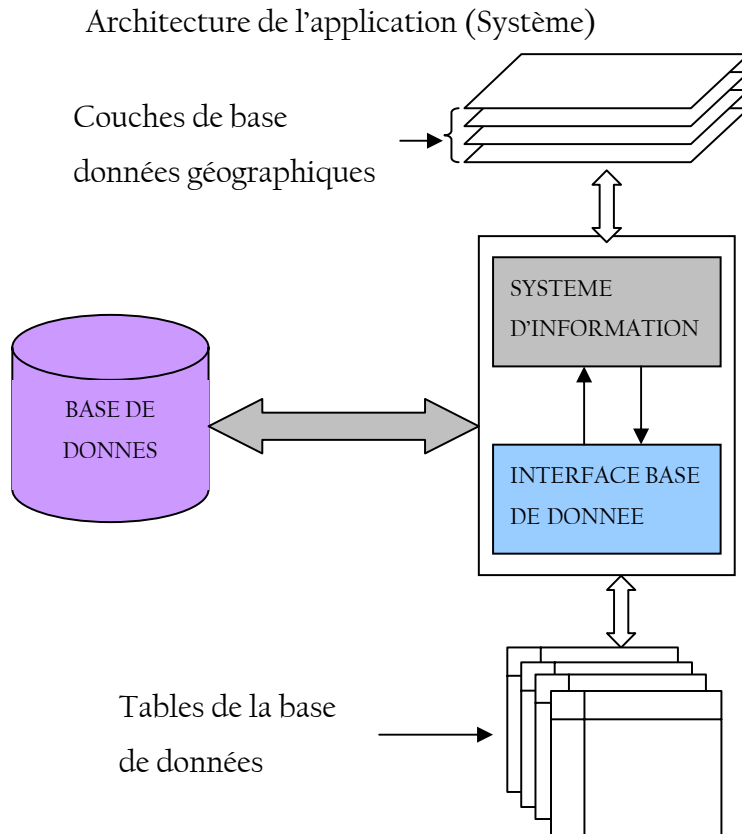 Architecture de l'application (Système)
Couches de base
données géographiques
SYSTEME
D'INFORMATION
BASE DE
DONNES
INTERFACE BASE
DE DONNEE
Tables de la base
de données